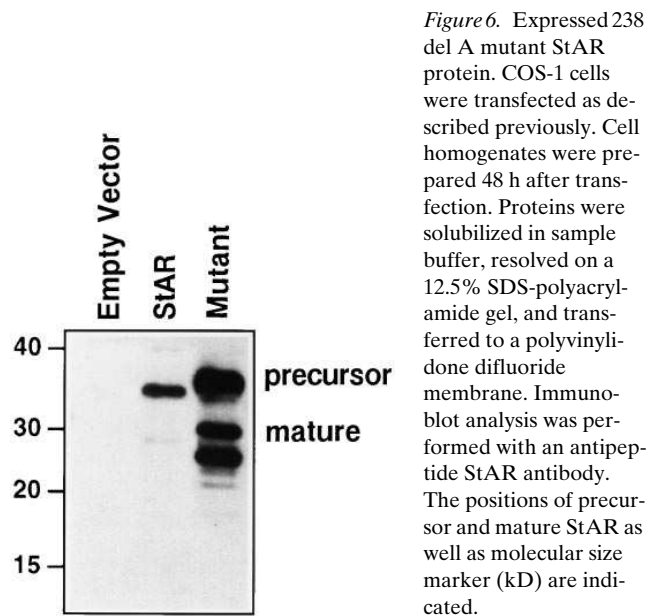 Empty Vector
StAR
Mutant
40
30
20
15
precursor
mature
Figure 6. Expressed 238
del A mutant StAR
protein. COS-1 cells
were transfected as de-
scribed previously. Cell
homogenates were pre-
pared 48 h after trans-
fection. Proteins were
solubilized in sample
buffer, resolved on a
12.5% SDS-polyacryl-
amide gel, and trans-
ferred to a polyvinyli-
done difluoride
membrane. Immuno-
blot analysis was per-
formed with an antipep-
tide StAR antibody.
The positions of precur-
sor and mature StAR as
well as molecular size
marker (kD) are indi-
cated.